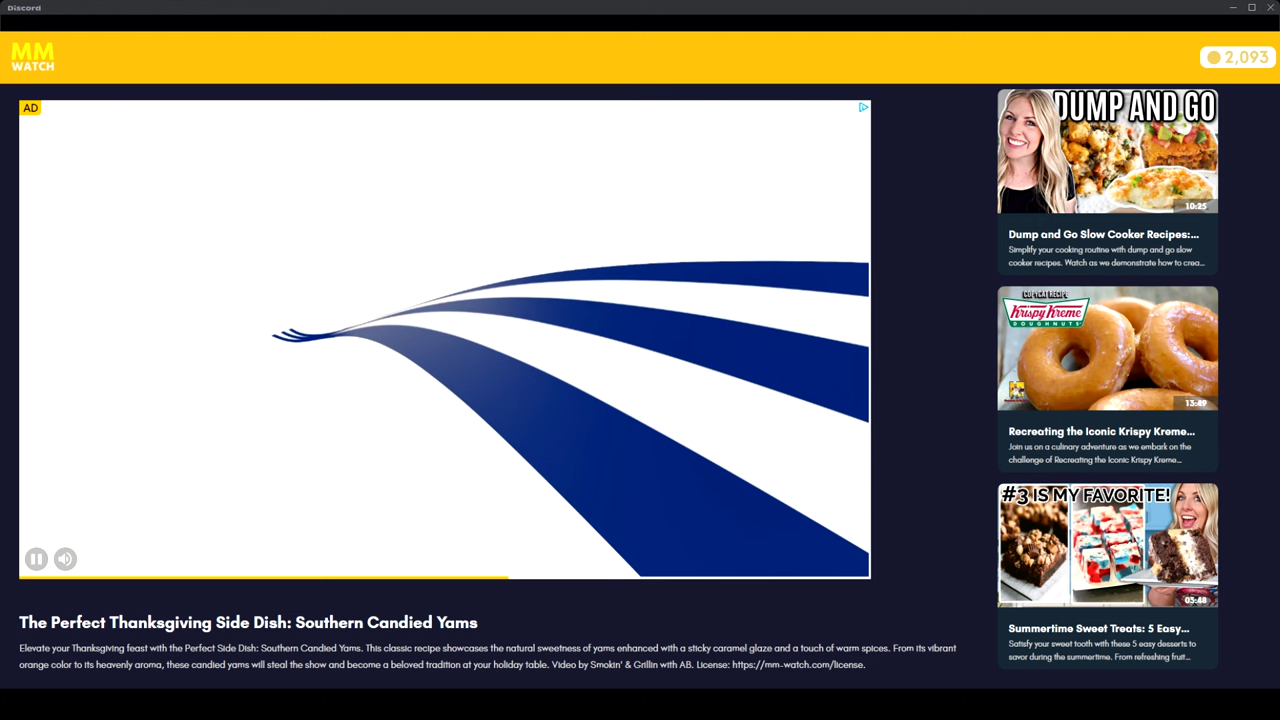 Discord
MM
WATCH
2,093
AD
DUMP AND GO
10:25
Dump and Go Slow Cooker Recipes:...
Simplify your cooking routine with dump and go slow
cooker recipes. Watch as we demonstrate how to crea...
COPYCAT RECIPE
Krispy Kreme
DOUGHNUTS
13:49
Recreating the Iconic Krispy Kreme...
Join us on a culinary adventure as we embark on the
challenge of Recreating the Iconic Krispy Kreme...
#3 IS MY FAVORITE!
03:48
Summertime Sweet Treats: 5 Easy...
Satisfy your sweet tooth with these 5 easy desserts to
savor during the summertime. From refreshing fruit...
The Perfect Thanksgiving Side Dish: Southern Candied Yams
Elevate your Thanksgiving feast with the Perfect Side Dish: Southern Candied Yams. This classic recipe showcases the natural sweetness of yams enhanced with a sticky caramel glaze and a touch of warm spices. From its vibrant
orange color to its heavenly aroma, these candied yams will steal the show and become a beloved tradition at your holiday table. Video by Smokin' & Grillin with AB. License: https://mm-watch.com/license.